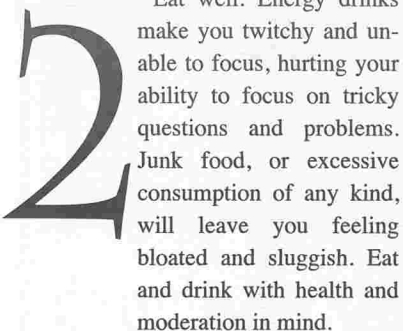 2
Eat well. Energy drinks
make you twitchy and un-
able to focus, hurting your
ability to focus on tricky
questions and problems.
Junk food, or excessive
consumption of any kind,
will leave you feeling
bloated and sluggish. Eat
and drink with health and
moderation in mind.